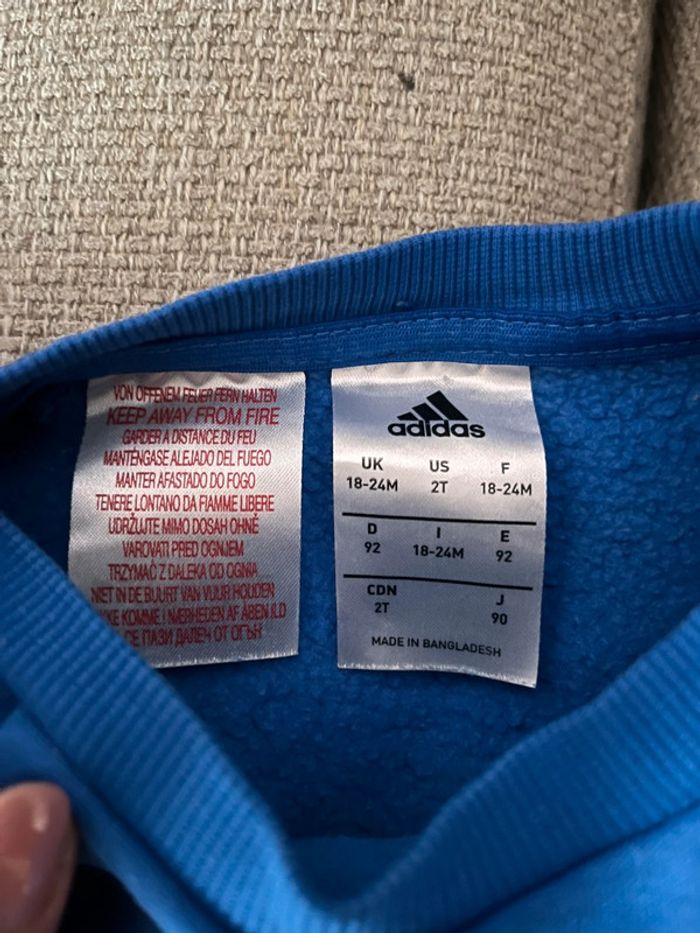 VON OFFENEM FEUER FERN HALTEN
KEEP AWAY FROM FIRE
GARDER A DISTANCE DU FEU
MANTÉNGASE ALEJADO DEL FUEGO
MANTER AFASTADO DO FOGO
TENERE LONTANO DA FIAMME LIBERE
UDRŽUJTE MIMO DOSAH OHNĚ
VAROVATI PRED OGNJEM
TRZYMAĆ Z DALEKA OD OGNIA
NIET IN DE BUURT VAN VUUR HOUDEN
KOMME I NÆRHEDEN AF ÅBEN ILD
СЕ ПАЗИ ДАЛЕЧ ОТ ОГЪН
adidas
UK US F
18-24M 2T 18-24M
D I E
92 18-24M 92
CDN J
2T 90
MADE IN BANGLADESH